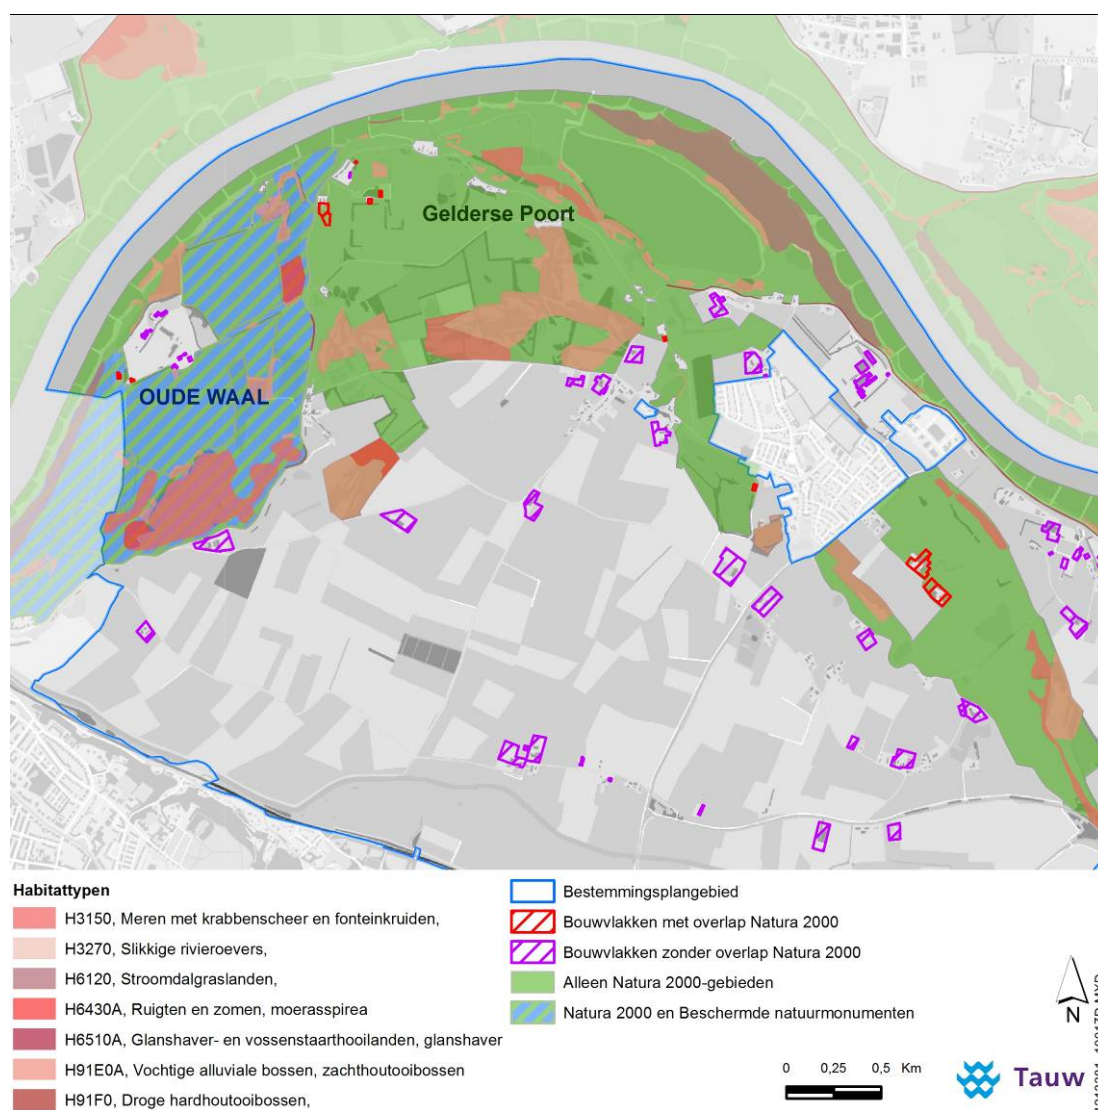 Gelderse Poort
OUDE WAAL
Habitattypen
H3150, Meren met krabbenscheer en fonteinkruiden,
H3270, Slikkige rivieroevers,
H6120, Stroomdalgraslanden,
H6430A, Ruigten en zomen, moerasspirea
H6510A, Glanshaver- en vossenstaarthooilanden, glanshaver
H91E0A, Vochtige alluviale bossen, zachthoutooibossen
H91F0, Droge hardhoutooibossen,
Bestemmingsplangebied
Bouwvlakken met overlap Natura 2000
Bouwvlakken zonder overlap Natura 2000
Alleen Natura 2000-gebieden
Natura 2000 en Beschermde natuurmonumenten
0 0,25 0,5 Km
N
Tauw